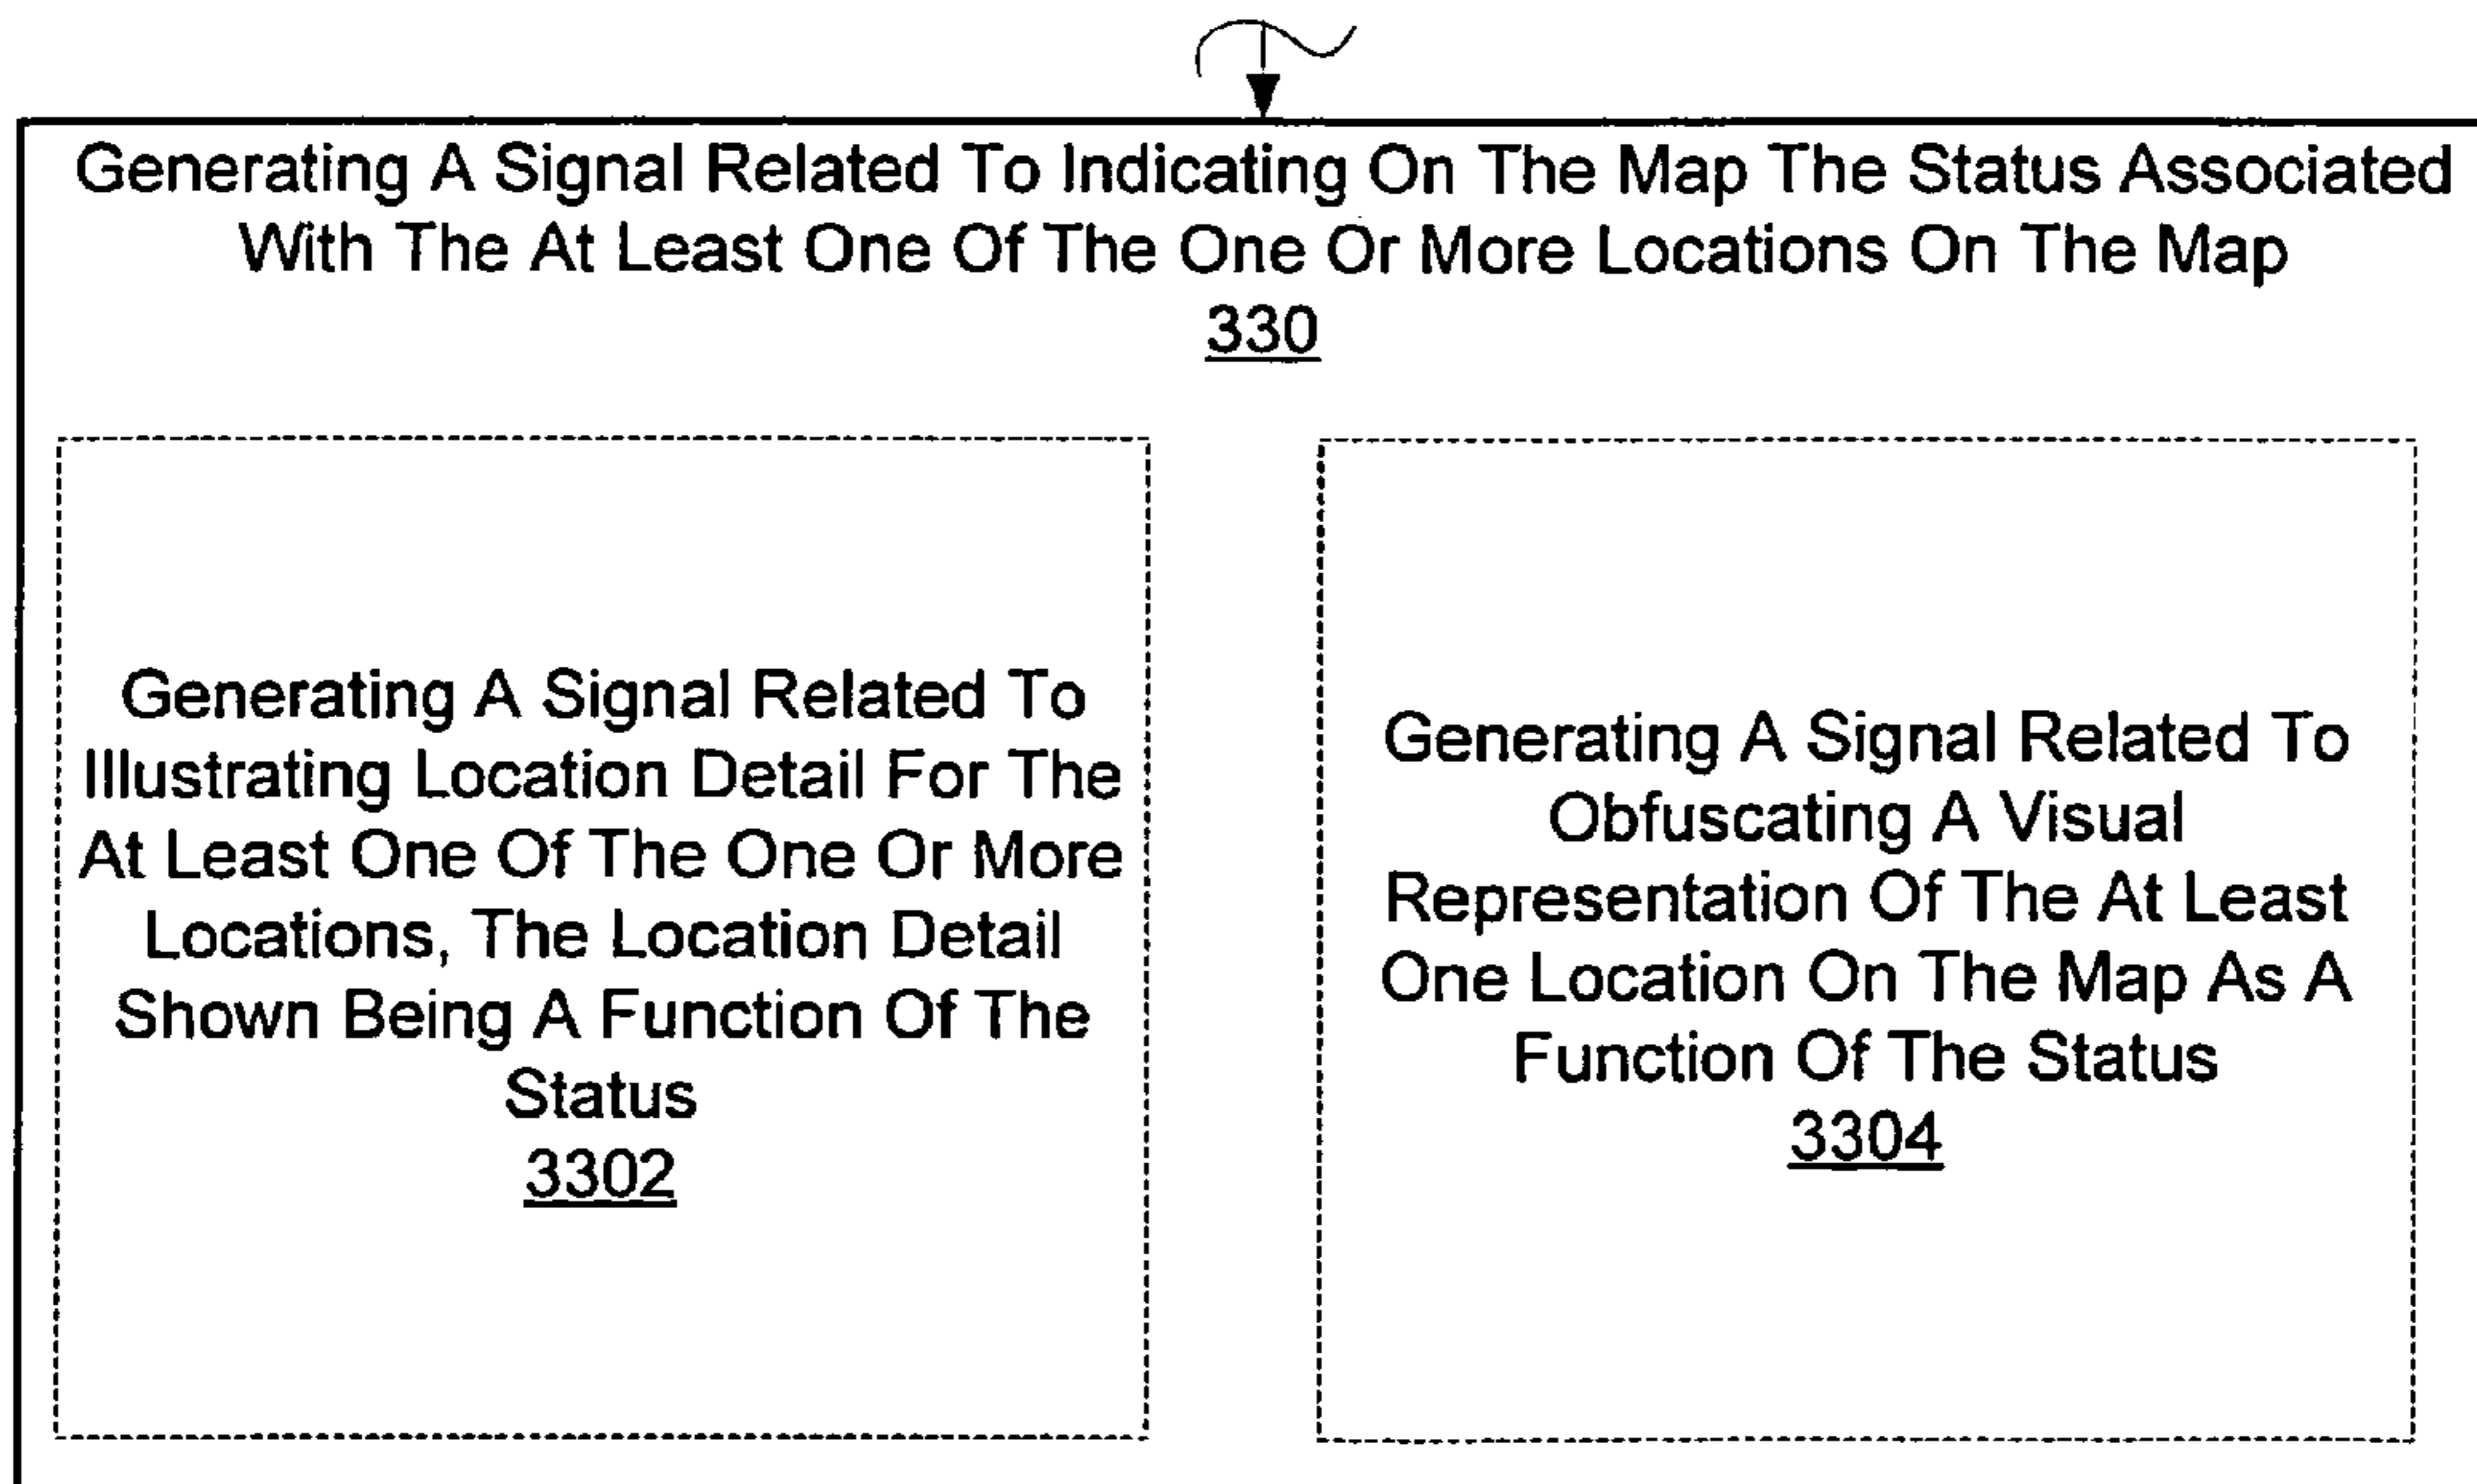 Generating A Signal Related To Indicating On The Map The Status Associated
With The At Least One Of The One Or More Locations On The Map
330
Generating A Signal Related To
Illustrating Location Detail For The
At Least One Of The One Or More
Locations, The Location Detail
Shown Being A Function Of The
Status
3302
Generating A Signal Related To
Obfuscating A Visual
Representation Of The At Least
One Location On The Map As A
Function Of The Status
3304